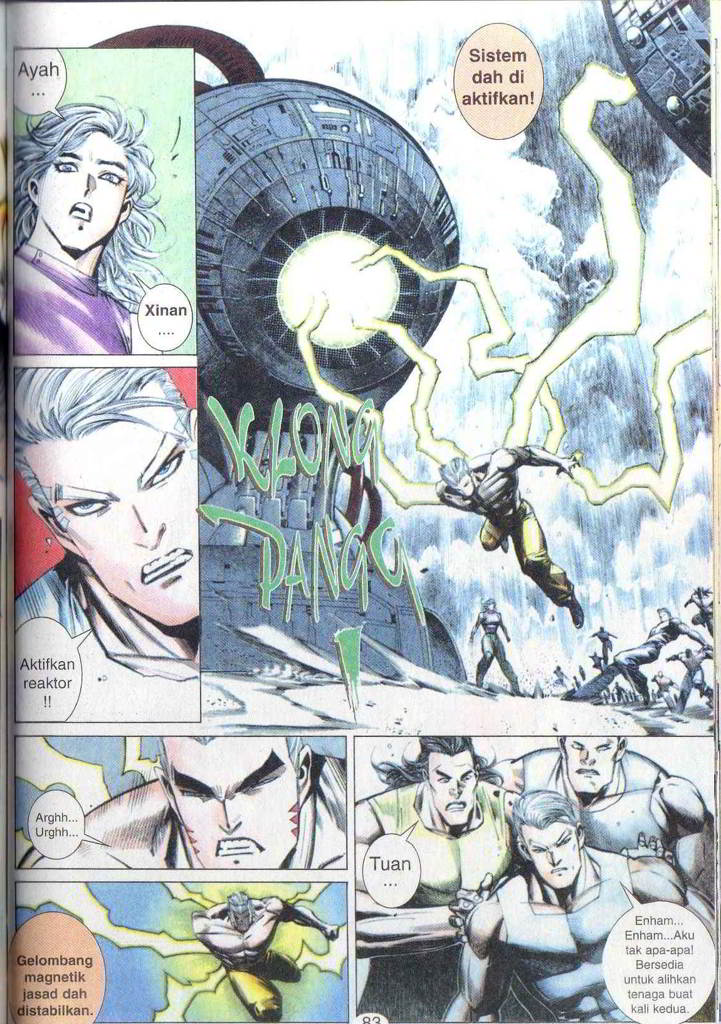 Ayah
...
Xinan
....
Sistem
dah di
aktifkan!
KLONG
PANGG
!
Aktifkan
reaktor
!!
Arghh...
Urghh...
Tuan
...
Gelombang
magnetik
jasad dah
distabilkan.
Enham...
Enham...Aku
tak apa-apa!
Bersedia
untuk alihkan
tenaga buat
kali kedua.
83